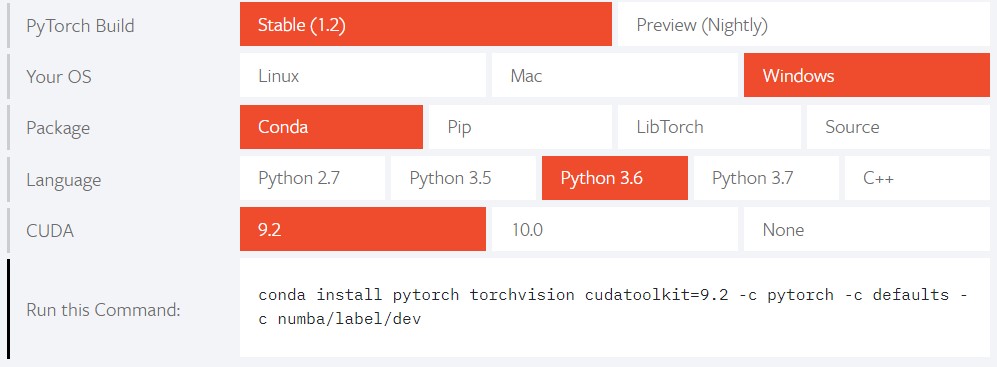 PyTorch Build Stable (1.2) Preview (Nightly)
Your OS Linux Mac Windows
Package Conda Pip LibTorch Source
Language Python 2.7 Python 3.5 Python 3.6 Python 3.7 C++
CUDA 9.2 10.0 None
Run this Command:
conda install pytorch torchvision cudatoolkit=9.2 -c pytorch -c defaults -
c numba/label/dev